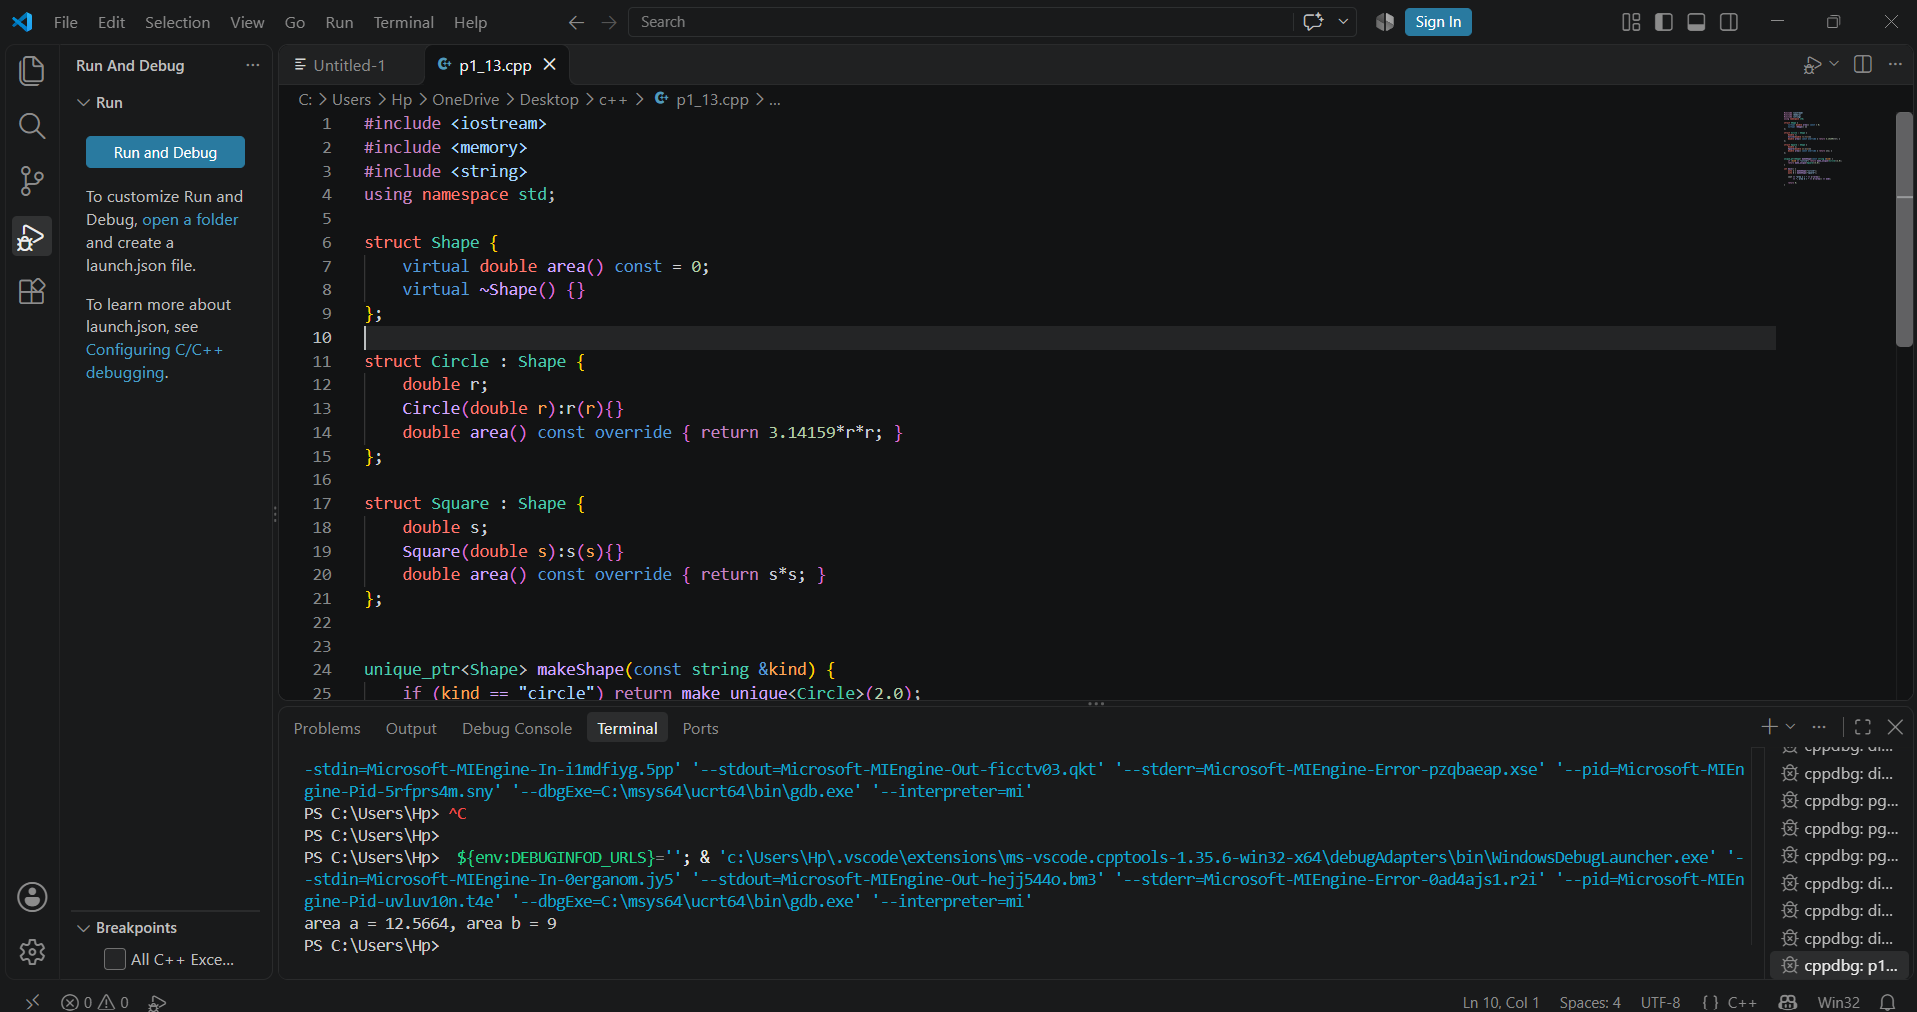 File Edit Selection View Go Run Terminal Help
Search
Sign In
Run And Debug
Run
Run and Debug
To customize Run and
Debug, open a folder
and create a
launch.json file.
To learn more about
launch.json, see
Configuring C/C++
debugging.
Breakpoints
All C++ Exce...
Untitled-1
p1_13.cpp
C: > Users > Hp > OneDrive > Desktop > c++ > p1_13.cpp > ...
1 #include <iostream>
2 #include <memory>
3 #include <string>
4 using namespace std;
5
6 struct Shape {
7     virtual double area() const = 0;
8     virtual ~Shape() {}
9 };
10
11 struct Circle : Shape {
12     double r;
13     Circle(double r):r(r){}
14     double area() const override { return 3.14159*r*r; }
15 };
16
17 struct Square : Shape {
18     double s;
19     Square(double s):s(s){}
20     double area() const override { return s*s; }
21 };
22
23
24 unique_ptr<Shape> makeShape(const string &kind) {
25     if (kind == "circle") return make_unique<Circle>(2.0);
Problems Output Debug Console Terminal Ports
-stdin=Microsoft-MIEngine-In-i1mdfiyg.5pp' '--stdout=Microsoft-MIEngine-Out-ficctv03.qkt' '--stderr=Microsoft-MIEngine-Error-pzqbaeap.xse' '--pid=Microsoft-MIEn
gine-Pid-5rfprs4m.sny' '--dbgExe=C:\msys64\ucrt64\bin\gdb.exe' '--interpreter=mi'
PS C:\Users\Hp> ^C
PS C:\Users\Hp>
PS C:\Users\Hp>  ${env:DEBUGINFOD_URLS}=''; & 'c:\Users\Hp\.vscode\extensions\ms-vscode.cpptools-1.35.6-win32-x64\debugAdapters\bin\WindowsDebugLauncher.exe' '-
-stdin=Microsoft-MIEngine-In-0erganom.jy5' '--stdout=Microsoft-MIEngine-Out-hejj544o.bm3' '--stderr=Microsoft-MIEngine-Error-0ad4ajs1.r2i' '--pid=Microsoft-MIEn
gine-Pid-uvluv10n.t4e' '--dbgExe=C:\msys64\ucrt64\bin\gdb.exe' '--interpreter=mi'
area a = 12.5664, area b = 9
PS C:\Users\Hp>
cppdbg: di...
cppdbg: di...
cppdbg: pg...
cppdbg: pg...
cppdbg: pg...
cppdbg: di...
cppdbg: di...
cppdbg: di...
cppdbg: p1...
0 0
Ln 10, Col 1 Spaces: 4 UTF-8 {} C++ Win32